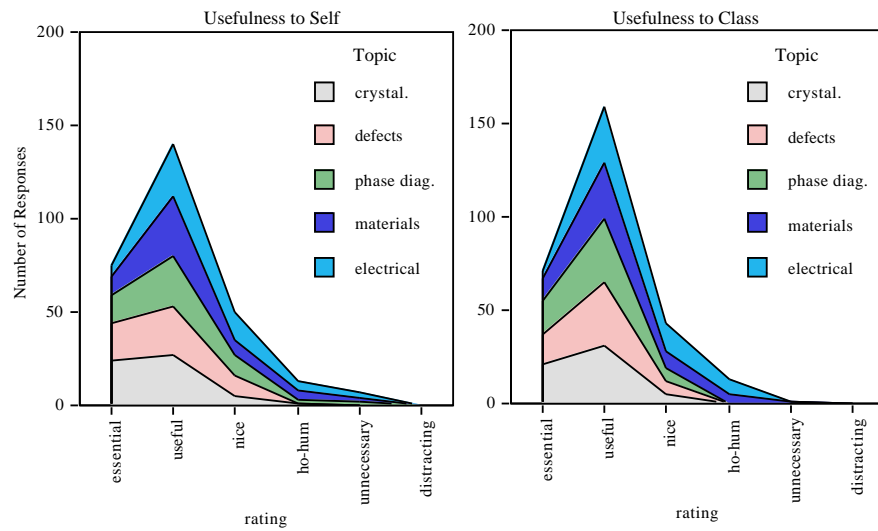 Usefulness to Self
Number of Responses
200
150
100
50
0
Topic
crystal.
defects
phase diag.
materials
electrical
essential
useful
nice
ho-hum
unnecessary
distracting
rating
Usefulness to Class
200
150
100
50
0
Topic
crystal.
defects
phase diag.
materials
electrical
essential
useful
nice
ho-hum
unnecessary
distracting
rating